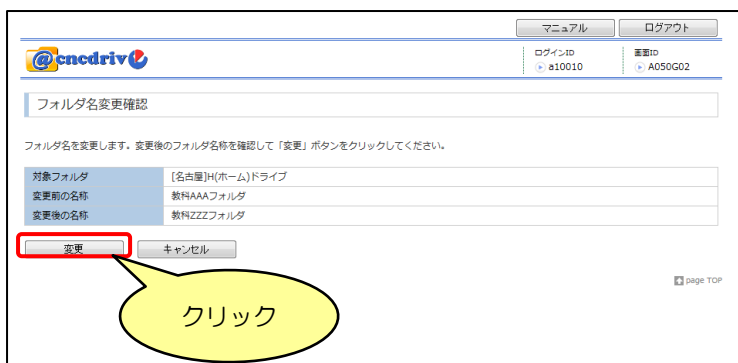 マニュアル ログアウト
@cncdrive
ログインID 画面ID
a10010 A050G02
フォルダ名変更確認
フォルダ名を変更します。変更後のフォルダ名称を確認して「変更」ボタンをクリックしてください。
対象フォルダ [名古屋]H(ホーム)ドライブ
変更前の名称 教科AAAフォルダ
変更後の名称 教科ZZZフォルダ
変更 キャンセル
page TOP
クリック